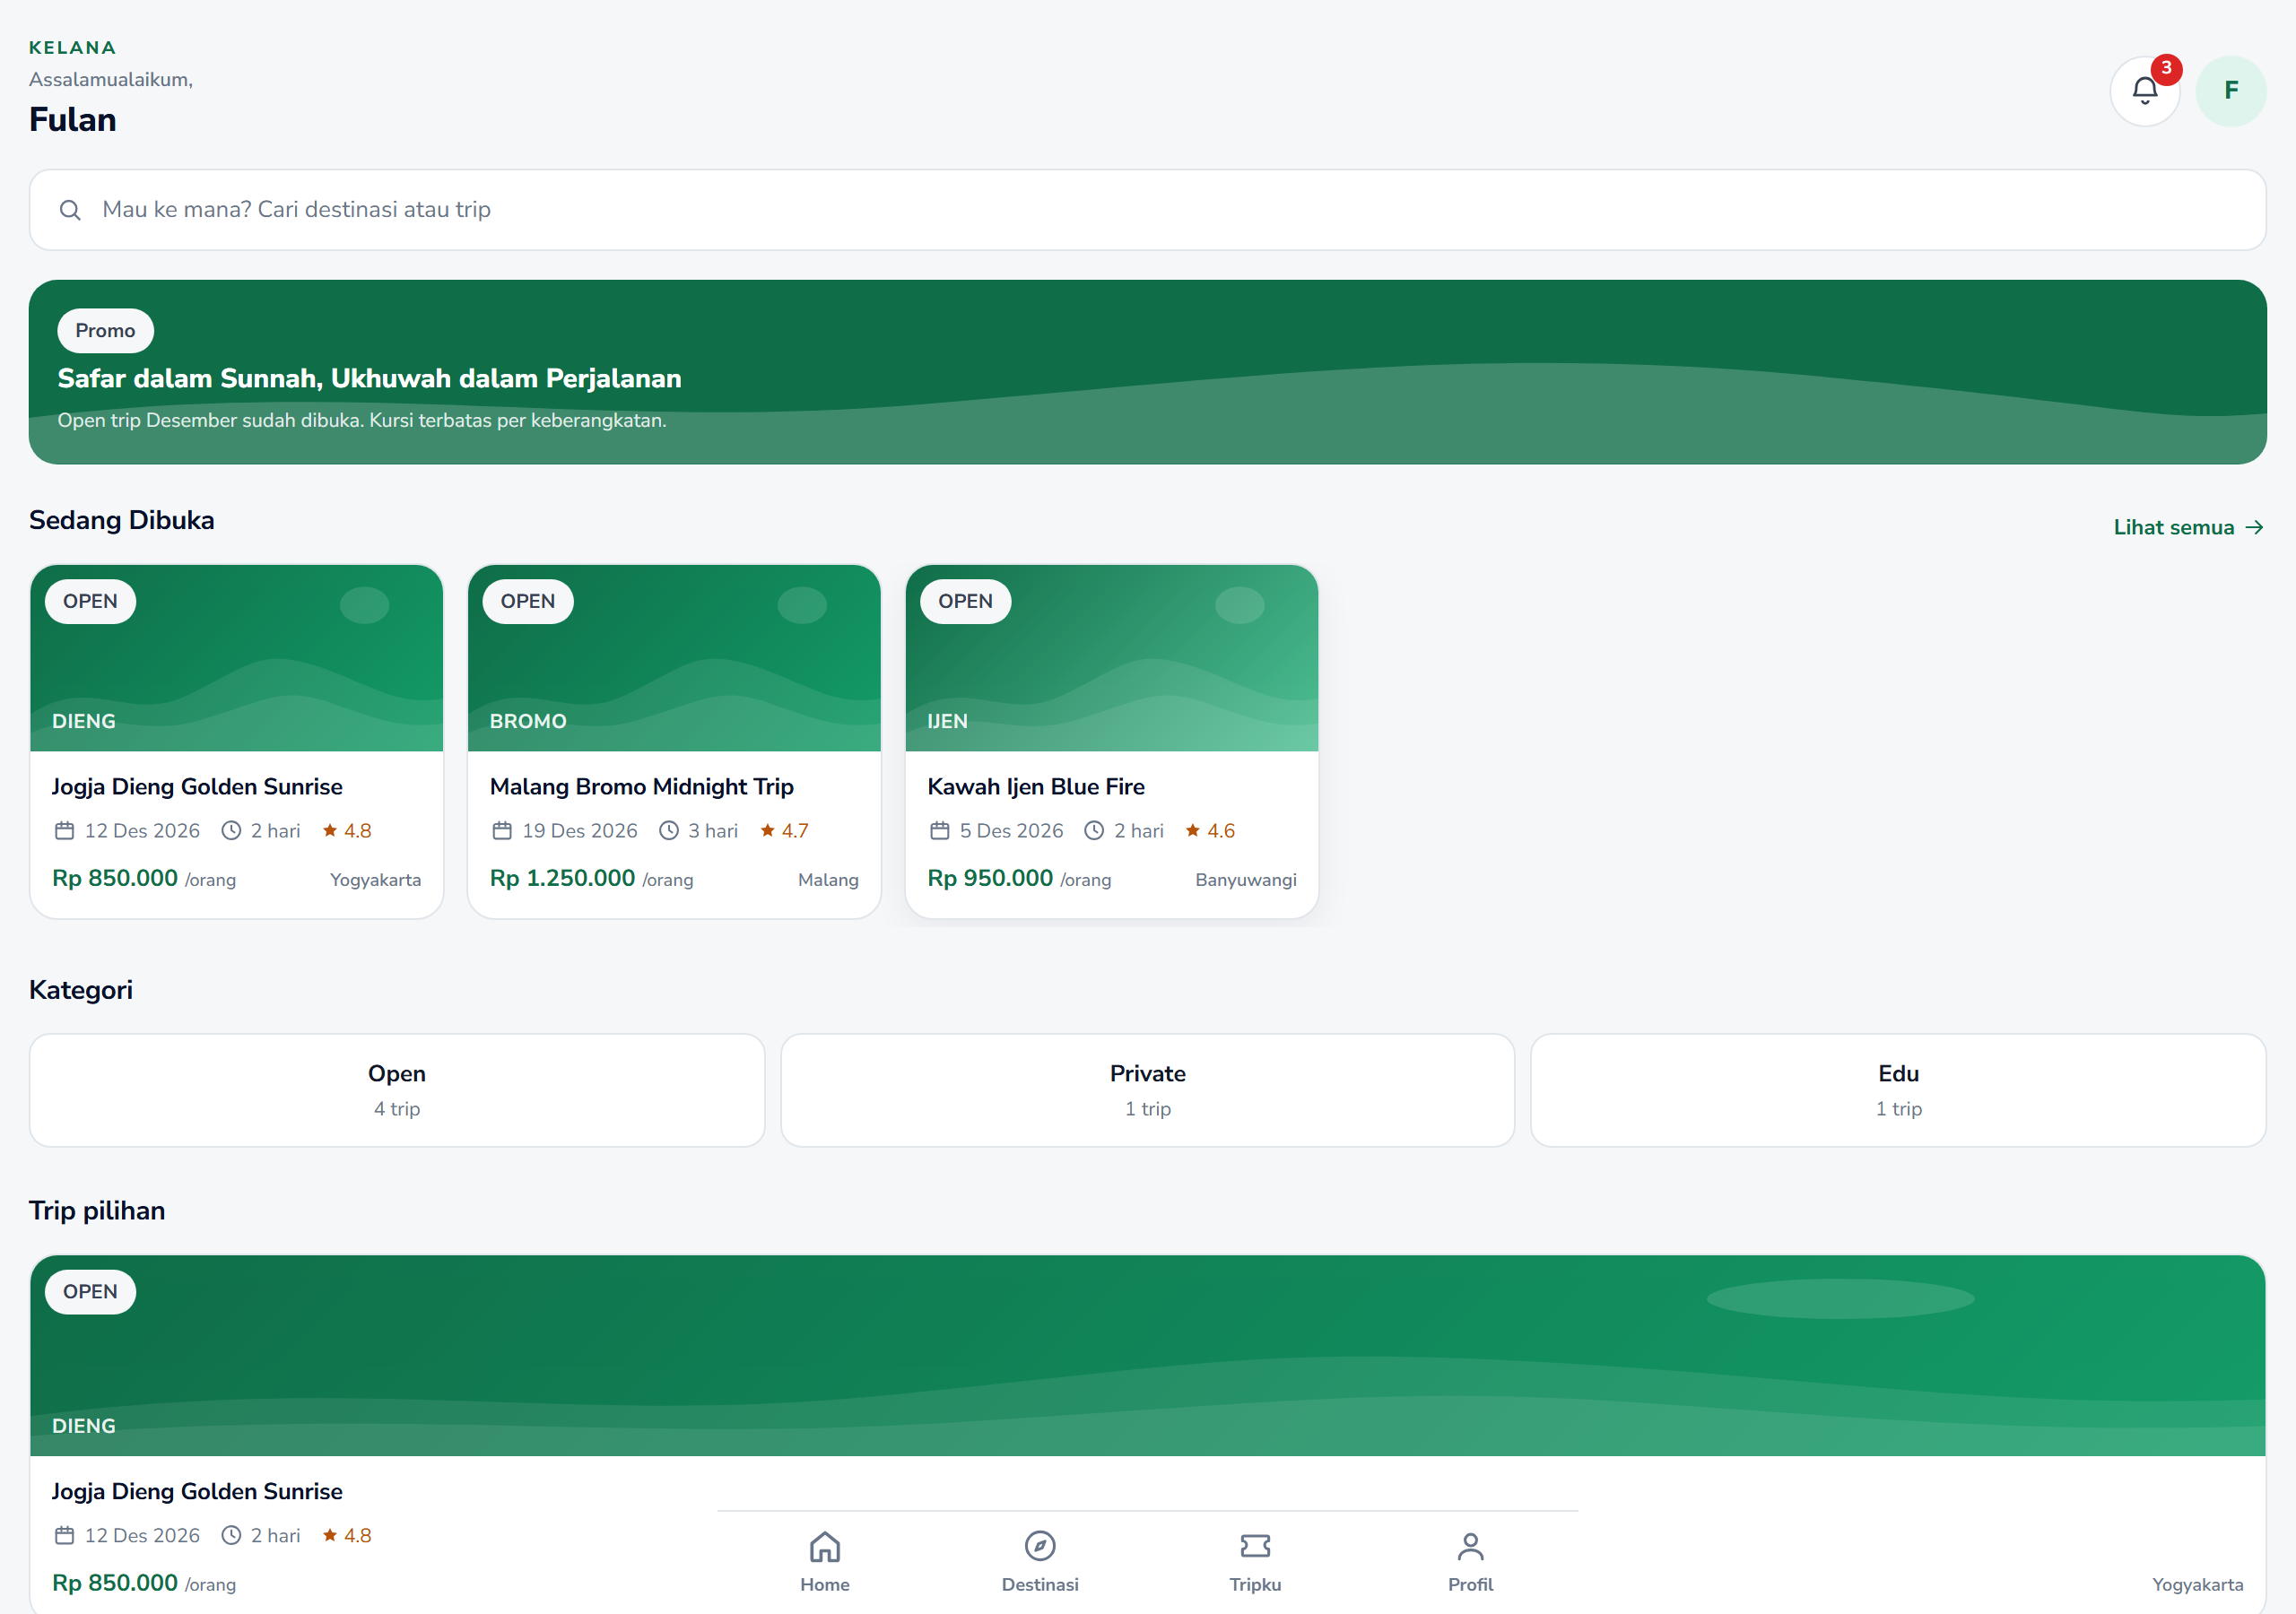 KELANA
Assalamualaikum,
Fulan
3
F
Mau ke mana? Cari destinasi atau trip
Promo
Safar dalam Sunnah, Ukhuwah dalam Perjalanan
Open trip Desember sudah dibuka. Kursi terbatas per keberangkatan.
Sedang Dibuka
Lihat semua
OPEN
DIENG
Jogja Dieng Golden Sunrise
12 Des 2026 2 hari 4.8
Rp 850.000 /orang Yogyakarta
OPEN
BROMO
Malang Bromo Midnight Trip
19 Des 2026 3 hari 4.7
Rp 1.250.000 /orang Malang
OPEN
IJEN
Kawah Ijen Blue Fire
5 Des 2026 2 hari 4.6
Rp 950.000 /orang Banyuwangi
Kategori
Open
4 trip
Private
1 trip
Edu
1 trip
Trip pilihan
OPEN
DIENG
Jogja Dieng Golden Sunrise
12 Des 2026 2 hari 4.8
Rp 850.000 /orang Yogyakarta
Home Destinasi Tripku Profil